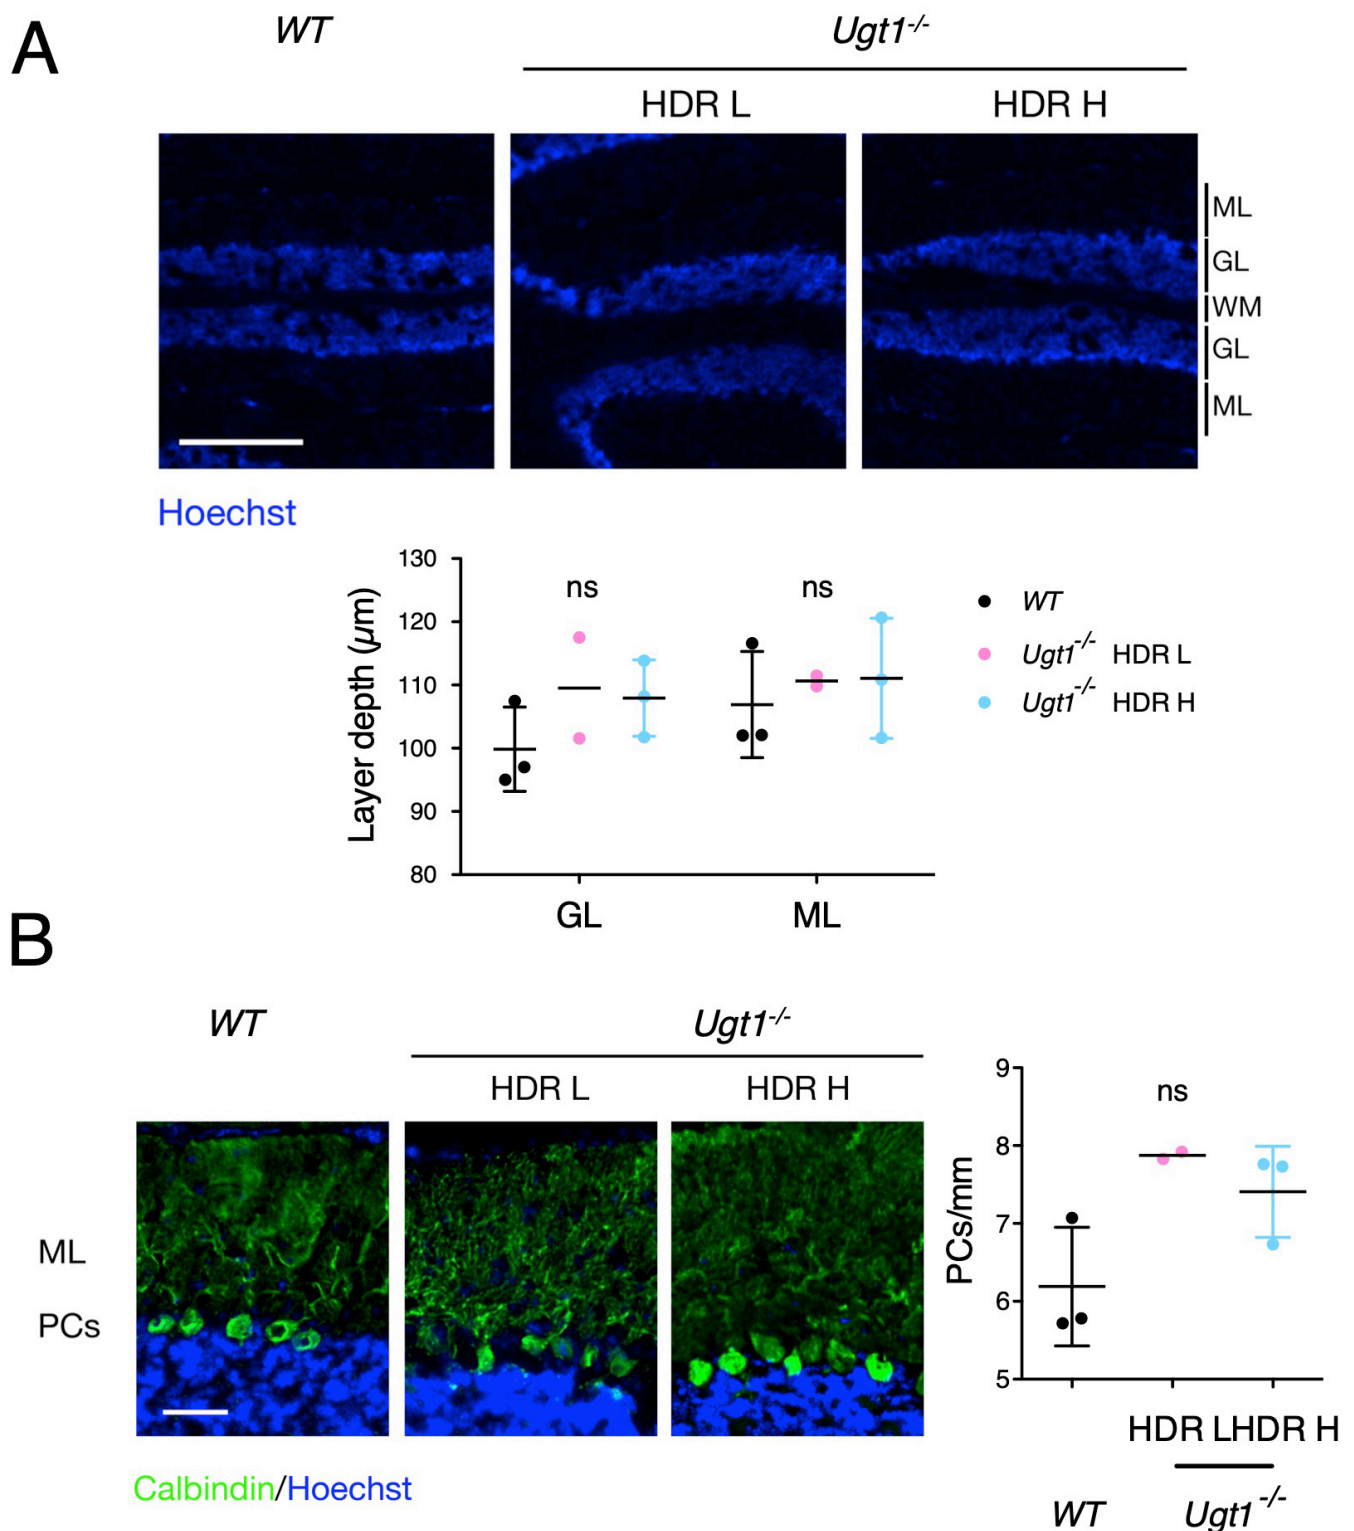 A
WT
Ugt1-/-
HDR L
HDR H
ML
GL
WM
GL
ML
Hoechst
130
120
110
100
90
80
Layer depth (µm)
ns
ns
GL
ML
WT
Ugt1-/- HDR L
Ugt1-/- HDR H
B
WT
Ugt1-/-
HDR L
HDR H
ML
PCs
Calbindin/Hoechst
9
8
7
6
5
PCs/mm
ns
HDR L HDR H
WT
Ugt1-/-